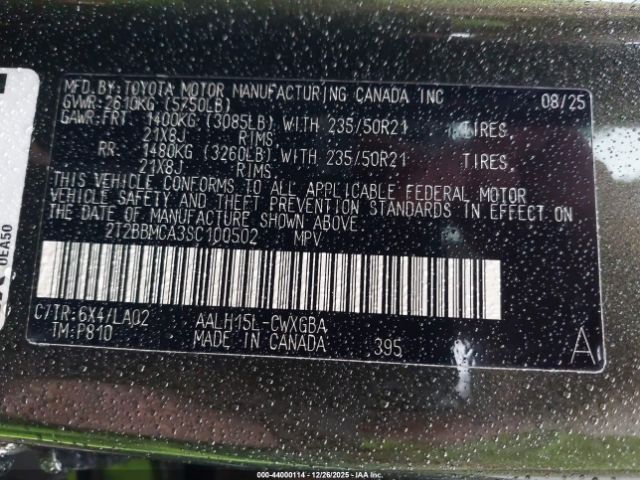 MFD.BY:TOYOTA MOTOR MANUFACTURING CANADA INC 08/25
GVWR:2610KG (5750LB)
GAWR:FRT 1400KG (3085LB) WITH 235/50R21 TIRES,
21X8J RIMS
RR 1480KG (3260LB) WITH 235/50R21 TIRES,
21X8J RIMS
THIS VEHICLE CONFORMS TO ALL APPLICABLE FEDERAL MOTOR
VEHICLE SAFETY AND THEFT PREVENTION STANDARDS IN EFFECT ON
THE DATE OF MANUFACTURE SHOWN ABOVE.
2T2BBMCA3SC100502 MPV
C/TR:6X4/LA02 AALH15L-CWXGBA
TM:P810 MADE IN CANADA 395 A
0EA50
000-44000114 - 12/26/2025 - IAA Inc.